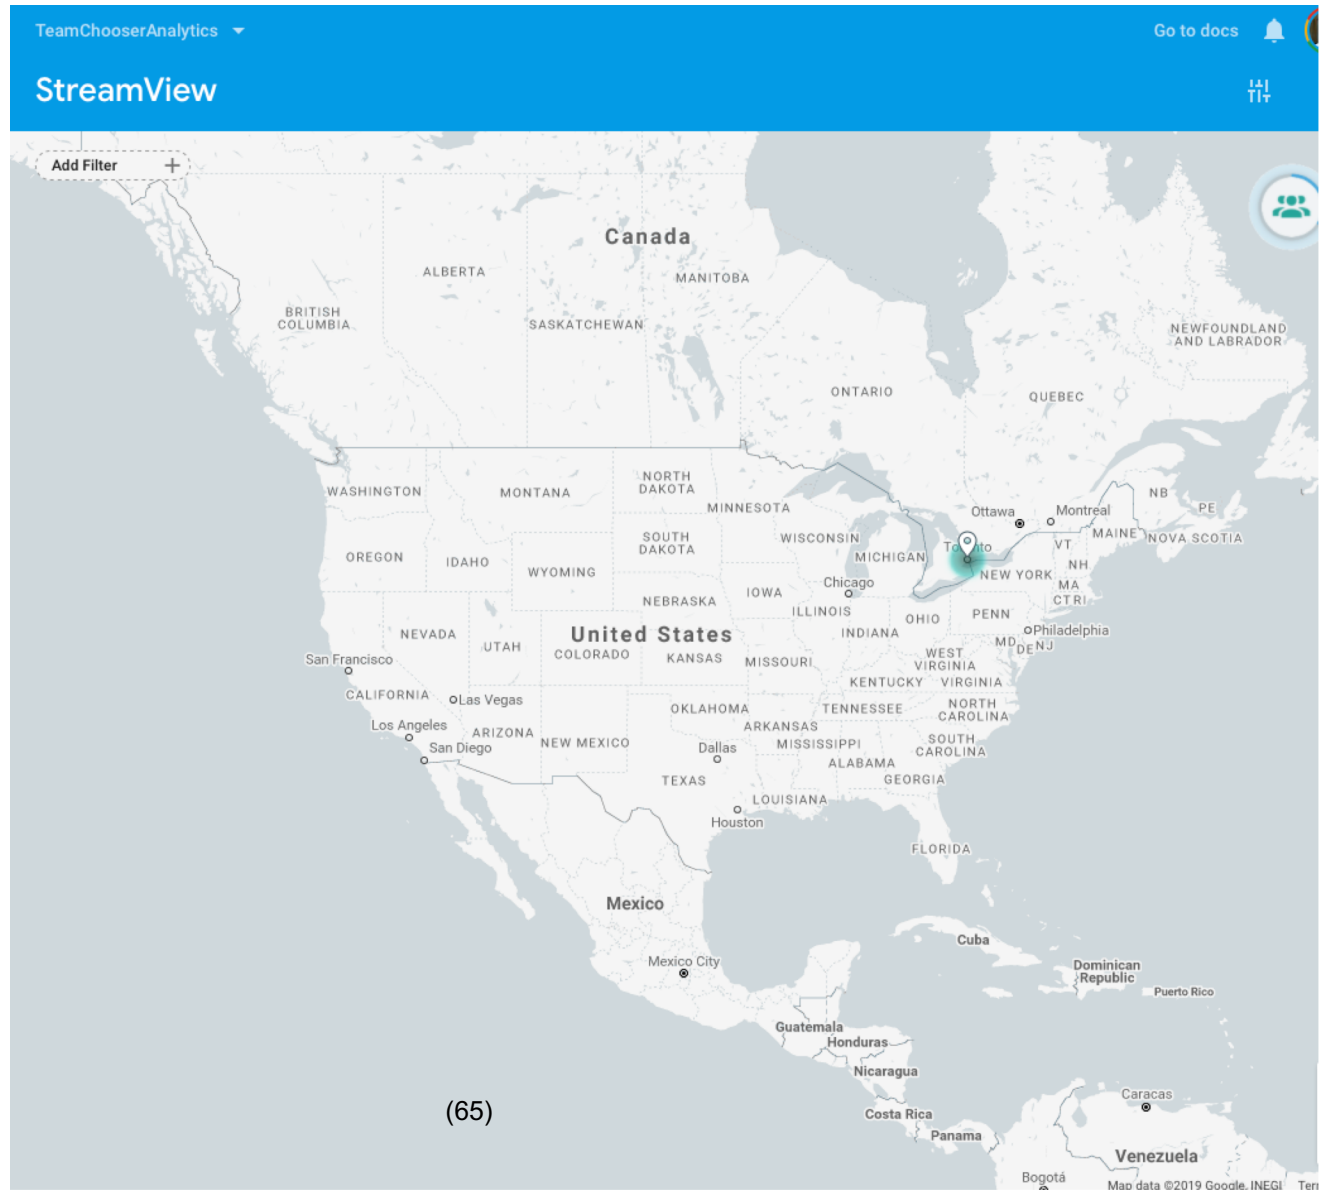 TeamChooserAnalytics
Go to docs
StreamView
Add Filter
Canada
ALBERTA
MANITOBA
BRITISH
COLUMBIA
SASKATCHEWAN
NEWFOUNDLAND
AND LABRADOR
ONTARIO
QUEBEC
WASHINGTON
MONTANA
NORTH
DAKOTA
MINNESOTA
Ottawa
Montreal
NB
PE
MAINE
NOVA SCOTIA
OREGON
IDAHO
WYOMING
SOUTH
DAKOTA
WISCONSIN
MICHIGAN
Toronto
NEW YORK
VT
NH
MA
CT RI
Chicago
NEBRASKA
IOWA
ILLINOIS
INDIANA
OHIO
PENN
Philadelphia
MD
DE
NJ
NEVADA
UTAH
United States
COLORADO
KANSAS
MISSOURI
WEST
VIRGINIA
KENTUCKY
VIRGINIA
San Francisco
CALIFORNIA
Las Vegas
Los Angeles
San Diego
ARIZONA
NEW MEXICO
OKLAHOMA
ARKANSAS
TENNESSEE
NORTH
CAROLINA
Dallas
MISSISSIPPI
SOUTH
CAROLINA
ALABAMA
GEORGIA
TEXAS
LOUISIANA
Houston
FLORIDA
Mexico
Mexico City
Cuba
Dominican
Republic
Puerto Rico
Guatemala
Honduras
Nicaragua
(65)
Costa Rica
Panama
Caracas
Venezuela
Bogotá
Map data ©2019 Google, INEGI